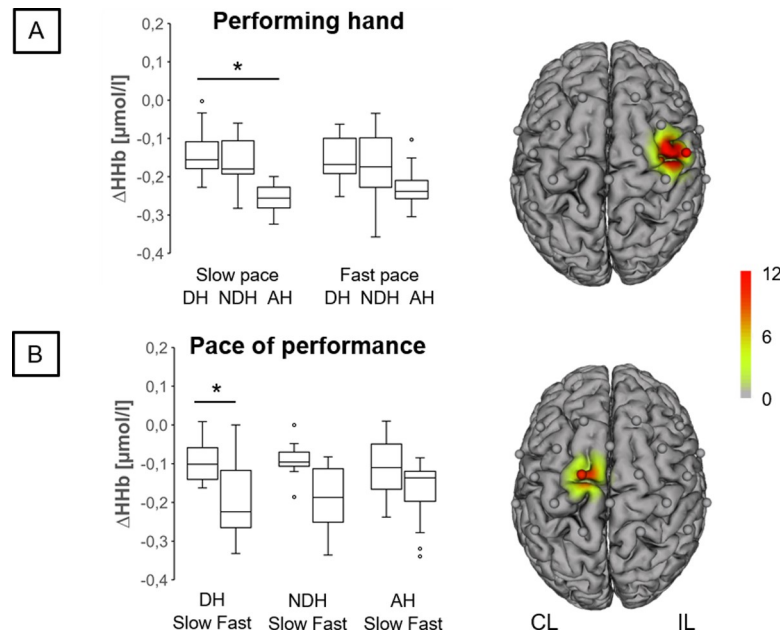 A
Performing hand
0,2
0,1
0,0
-0,1
-0,2
-0,3
-0,4
ΔHHb [µmol/l]
*
Slow pace Fast pace
DH NDH AH DH NDH AH
12
6
0
B
Pace of performance
0,2
0,1
0,0
-0,1
-0,2
-0,3
-0,4
ΔHHb [µmol/l]
*
DH NDH AH
Slow Fast Slow Fast Slow Fast
CL IL